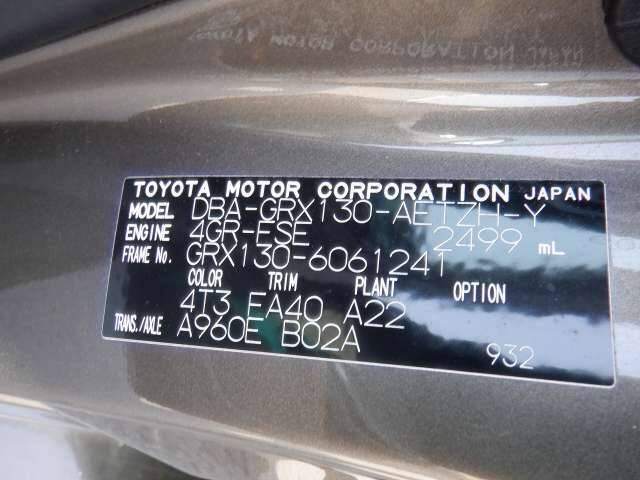 TOYOTA MOTOR CORPORATION JAPAN
MODEL DBA-GRX130-AETZH-Y
ENGINE 4GR-FSE 2499 mL
FRAME No. GRX130-6061241
COLOR TRIM PLANT OPTION
4T3 FA40 A22
TRANS./AXLE A960E B02A
932